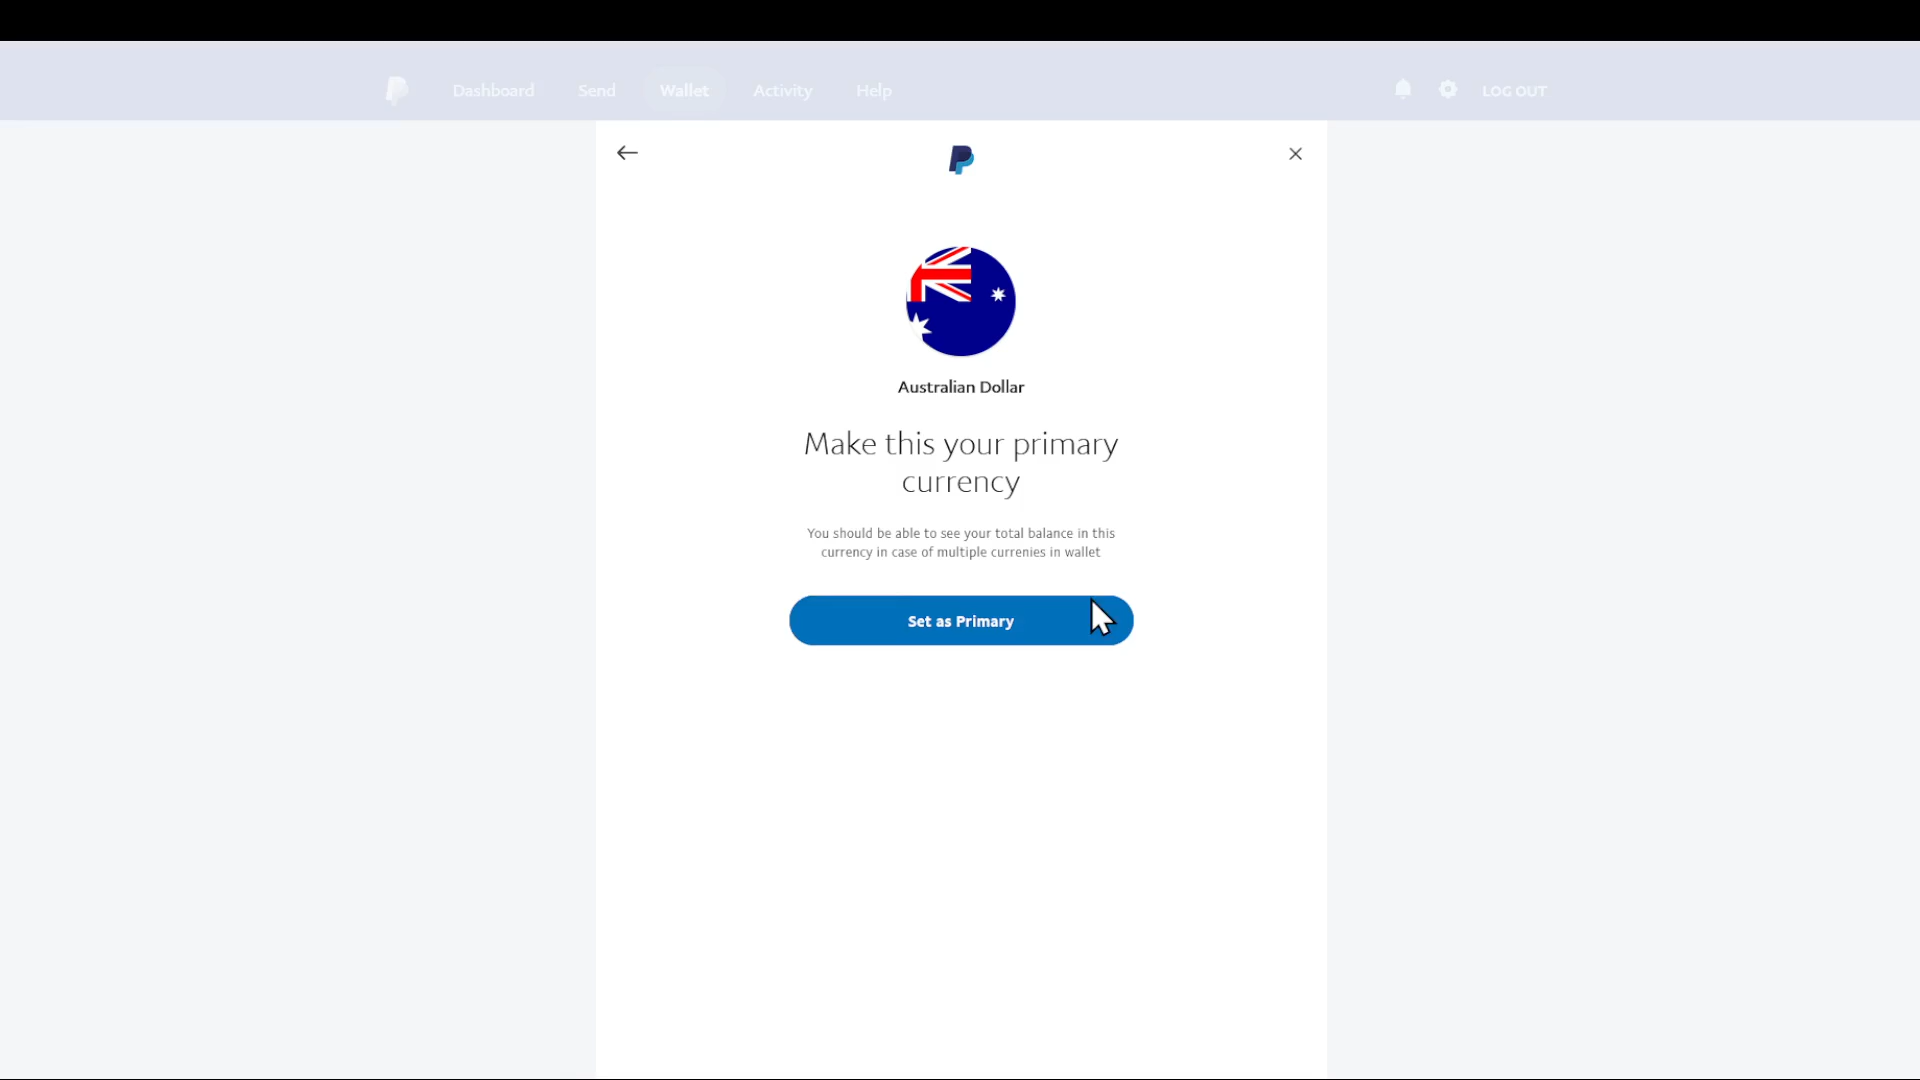 Dashboard Send Wallet Activity Help LOG OUT
Australian Dollar
Make this your primary
currency
You should be able to see your total balance in this
currency in case of multiple currenies in wallet
Set as Primary